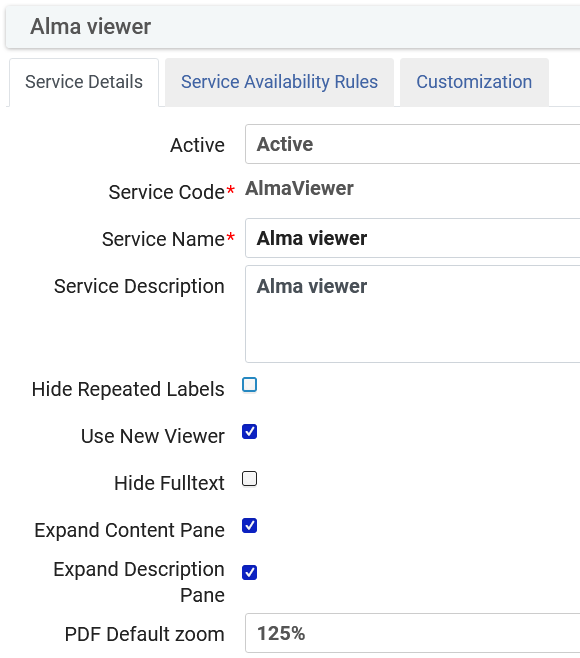 Alma viewer
Service Details Service Availability Rules Customization
Active Active
Service Code* AlmaViewer
Service Name* Alma viewer
Service Description Alma viewer
Hide Repeated Labels
Use New Viewer
Hide Fulltext
Expand Content Pane
Expand Description
Pane
PDF Default zoom 125%